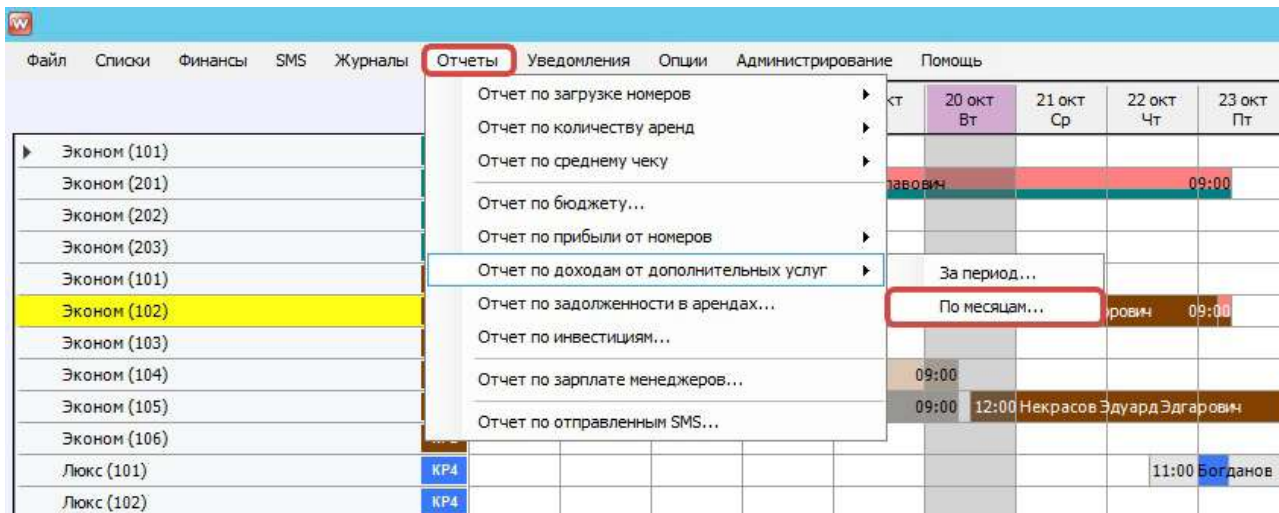 Файл Списки Финансы SMS Журналы Отчеты Уведомления Опции Администрирование Помощь
Отчет по загрузке номеров
Отчет по количеству аренд
Отчет по среднему чеку
Отчет по бюджету...
Отчет по прибыли от номеров
Отчет по доходам от дополнительных услуг
Отчет по задолженности в арендах...
Отчет по инвестициям...
Отчет по зарплате менеджеров...
Отчет по отправленным SMS...
За период...
По месяцам...
кт 20 окт 21 окт 22 окт 23 окт
Вт Ср Чт Пт
Эконом (101)
Эконом (201) лавович 09:00
Эконом (202)
Эконом (203)
Эконом (101)
Эконом (102) орович 09:00
Эконом (103)
Эконом (104) 09:00
Эконом (105) 09:00 12:00 Некрасов Эдуард Эдгарович
Эконом (106)
Люкс (101) КР4 11:00 Богданов
Люкс (102) КР4